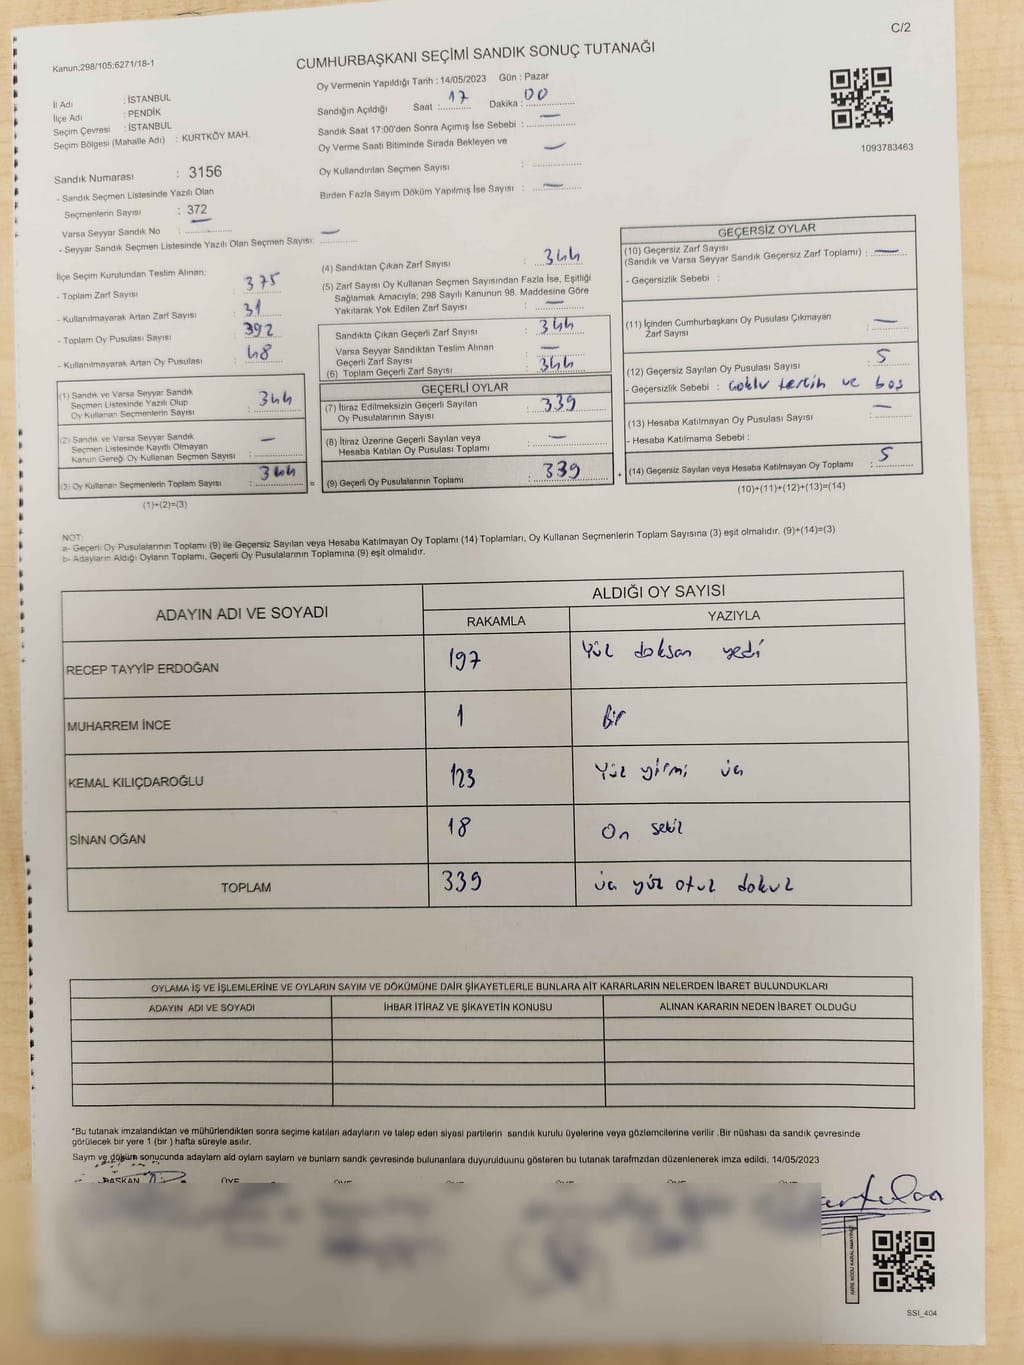 C/2
Kanun;298/105;6271/18-1
CUMHURBAŞKANI SEÇİMİ SANDIK SONUÇ TUTANAĞI
İl Adı : İSTANBUL
İlçe Adı : PENDİK
Seçim Çevresi : İSTANBUL
Seçim Bölgesi (Mahalle Adı) : KURTKÖY MAH.
Sandık Numarası : 3156
- Sandık Seçmen Listesinde Yazılı Olan
Seçmenlerin Sayısı : 372
Varsa Seyyar Sandık No : —
- Seyyar Sandık Seçmen Listesinde Yazılı Olan Seçmen Sayısı: —
Oy Vermenin Yapıldığı Tarih : 14/05/2023 Gün : Pazar
Sandığın Açıldığı Saat : 17 Dakika : 00
Sandık Saat 17:00'den Sonra Açımış İse Sebebi : —
Oy Verme Saati Bitiminde Sırada Bekleyen ve —
Oy Kullandırılan Seçmen Sayısı :
Birden Fazla Sayım Döküm Yapılmış İse Sayısı : —
1093783463
İlçe Seçim Kurulundan Teslim Alınan;
- Toplam Zarf Sayısı : 375
- Kullanılmayarak Artan Zarf Sayısı : 31
- Toplam Oy Pusulası Sayısı : 392
- Kullanılmayarak Artan Oy Pusulası : 48
(1) Sandık ve Varsa Seyyar Sandık
Seçmen Listesinde Yazılı Olup
Oy Kullanan Seçmenlerin Sayısı : 344
(2) Sandık ve Varsa Seyyar Sandık
Seçmen Listesinde Kayıtlı Olmayan
Kanun Gereği Oy Kullanan Seçmen Sayısı : —
(3) Oy Kullanan Seçmenlerin Toplam Sayısı : 344 =
(1)+(2)=(3)
(4) Sandıktan Çıkan Zarf Sayısı : 344
(5) Zarf Sayısı Oy Kullanan Seçmen Sayısından Fazla İse, Eşitliği
Sağlamak Amacıyla; 298 Sayılı Kanunun 98. Maddesine Göre
Yakılarak Yok Edilen Zarf Sayısı : —
Sandıkta Çıkan Geçerli Zarf Sayısı : 344
Varsa Seyyar Sandıktan Teslim Alınan
Geçerli Zarf Sayısı : —
(6) Toplam Geçerli Zarf Sayısı : 344
GEÇERLİ OYLAR
(7) İtiraz Edilmeksizin Geçerli Sayılan
Oy Pusulalarının Sayısı : 339
(8) İtiraz Üzerine Geçerli Sayılan veya
Hesaba Katılan Oy Pusulası Toplamı : —
(9) Geçerli Oy Pusulalarının Toplamı : 339 +
GEÇERSİZ OYLAR
(10) Geçersiz Zarf Sayısı
(Sandık ve Varsa Seyyar Sandık Geçersiz Zarf Toplamı) : —
- Geçersizlik Sebebi :
(11) İçinden Cumhurbaşkanı Oy Pusulası Çıkmayan
Zarf Sayısı : —
(12) Geçersiz Sayılan Oy Pusulası Sayısı : 5
- Geçersizlik Sebebi : Çoklu tercih ve boş
(13) Hesaba Katılmayan Oy Pusulası Sayısı : —
- Hesaba Katılmama Sebebi :
(14) Geçersiz Sayılan veya Hesaba Katılmayan Oy Toplamı : 5
(10)+(11)+(12)+(13)=(14)
NOT:
a- Geçerli Oy Pusulalarının Toplamı (9) ile Geçersiz Sayılan veya Hesaba Katılmayan Oy Toplamı (14) Toplamları, Oy Kullanan Seçmenlerin Toplam Sayısına (3) eşit olmalıdır. (9)+(14)=(3)
b- Adayların Aldığı Oyların Toplamı, Geçerli Oy Pusulalarının Toplamına (9) eşit olmalıdır.
ADAYIN ADI VE SOYADI ALDIĞI OY SAYISI
RAKAMLA YAZIYLA
RECEP TAYYİP ERDOĞAN 197 Yüz doksan yedi
MUHARREM İNCE 1 Bir
KEMAL KILIÇDAROĞLU 123 Yüz yirmi üç
SİNAN OĞAN 18 On sekiz
TOPLAM 339 üç yüz otuz dokuz
OYLAMA İŞ VE İŞLEMLERİNE VE OYLARIN SAYIM VE DÖKÜMÜNE DAİR ŞİKAYETLERLE BUNLARA AİT KARARLARIN NELERDEN İBARET BULUNDUKLARI
ADAYIN ADI VE SOYADI İHBAR İTİRAZ VE ŞİKAYETİN KONUSU ALINAN KARARIN NEDEN İBARET OLDUĞU
*Bu tutanak imzalandıktan ve mühürlendikten sonra seçime katılan adayların ve talep eden siyasi partilerin sandık kurulu üyelerine veya gözlemcilerine verilir .Bir nüshası da sandık çevresinde
görülecek bir yere 1 (bir ) hafta süreyle asılır.
Saym ve döküm sonucunda adaylarn ald oylarn saylarn ve bunlarn sandk çevresinde bulunanlara duyurulduunu gösteren bu tutanak tarafmzdan düzenlenerek imza edildi. 14/05/2023
BAŞKAN ÜYE
KARE KODU KARALAMAYINIZ
SSİ_404